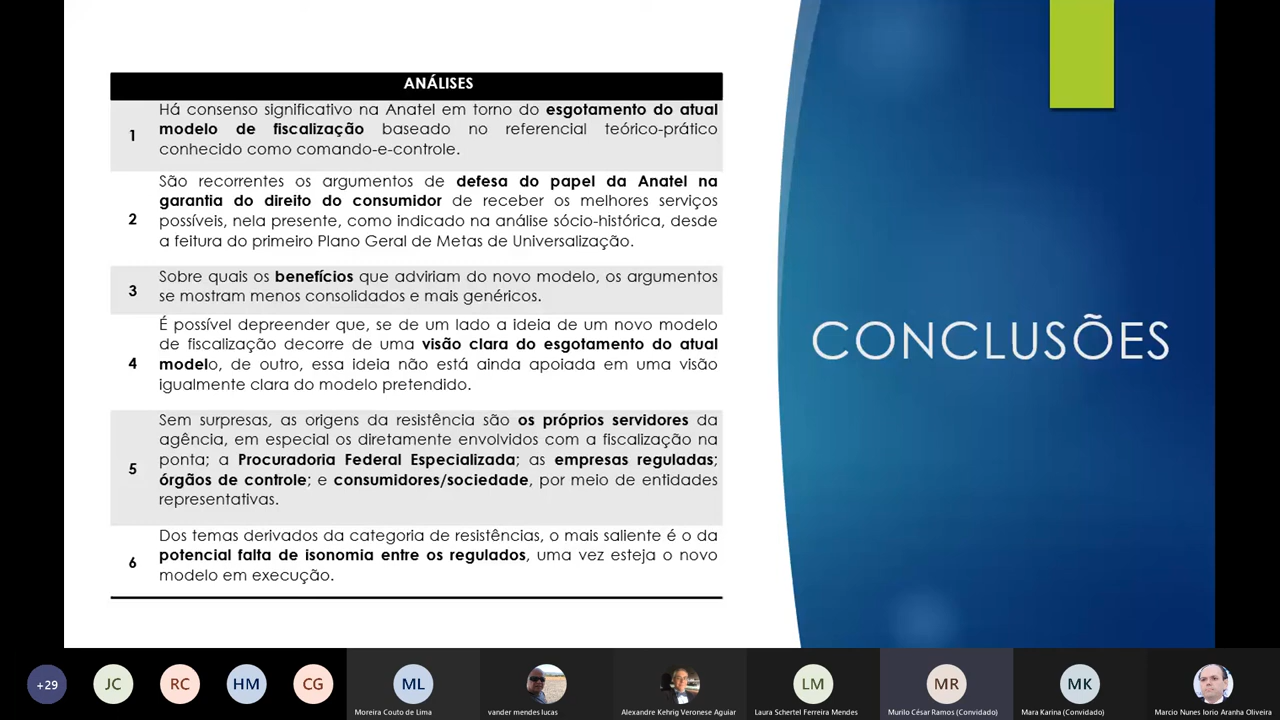 ANÁLISES
1
Há consenso significativo na Anatel em torno do esgotamento do atual
modelo de fiscalização baseado no referencial teórico-prático
conhecido como comando-e-controle.
2
São recorrentes os argumentos de defesa do papel da Anatel na
garantia do direito do consumidor de receber os melhores serviços
possíveis, nela presente, como indicado na análise sócio-histórica, desde
a feitura do primeiro Plano Geral de Metas de Universalização.
3
Sobre quais os benefícios que adviriam do novo modelo, os argumentos
se mostram menos consolidados e mais genéricos.
4
É possível depreender que, se de um lado a ideia de um novo modelo
de fiscalização decorre de uma visão clara do esgotamento do atual
modelo, de outro, essa ideia não está ainda apoiada em uma visão
igualmente clara do modelo pretendido.
5
Sem surpresas, as origens da resistência são os próprios servidores da
agência, em especial os diretamente envolvidos com a fiscalização na
ponta; a Procuradoria Federal Especializada; as empresas reguladas;
órgãos de controle; e consumidores/sociedade, por meio de entidades
representativas.
6
Dos temas derivados da categoria de resistências, o mais saliente é o da
potencial falta de isonomia entre os regulados, uma vez esteja o novo
modelo em execução.
CONCLUSÕES
+29
JC
RC
HM
CG
ML
LM
MR
MK
Moreira Couto de Lima
vander mendes lucas
Alexandre Kehrig Veronese Aguiar
Laura Schertel Ferreira Mendes
Murilo César Ramos (Convidado)
Mara Karina (Convidado)
Marcio Nunes Iorio Aranha Oliveira